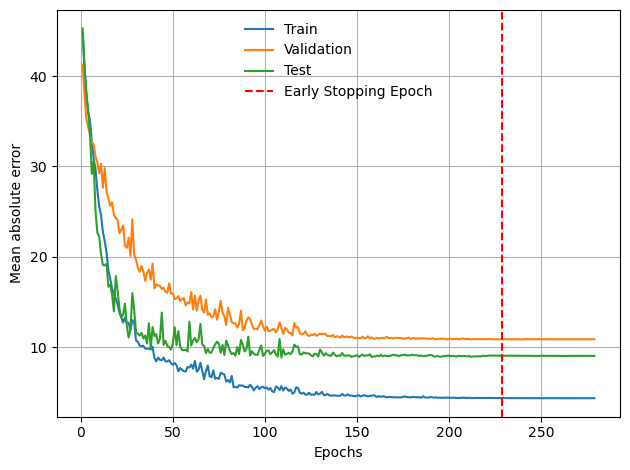 Train
Validation
Test
Early Stopping Epoch
Mean absolute error
40
30
20
10
0
50
100
150
200
250
Epochs